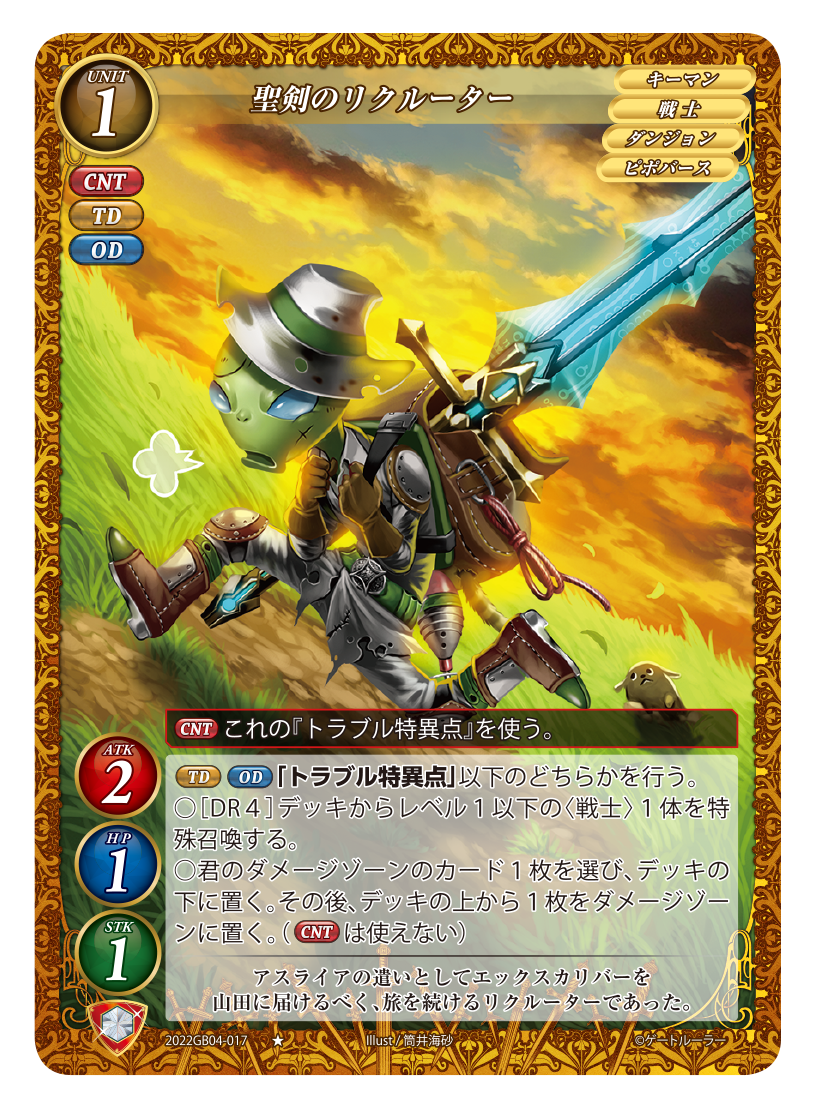 UNIT
1
聖剣のリクルーター
キーマン
戦士
ダンジョン
ピポパース
CNT
TD
OD
CNT これの『トラブル特異点』を使う。
ATK
2
HP
1
STK
1
TD OD 「トラブル特異点」以下のどちらかを行う。
○［DR４］デッキからレベル１以下の〈戦士〉１体を特
殊召喚する。
○君のダメージゾーンのカード１枚を選び、デッキの
下に置く。その後、デッキの上から１枚をダメージゾー
ンに置く。（ CNT は使えない）
アスライアの遣いとしてエックスカリバーを
山田に届けるべく、旅を続けるリクルーターであった。
2022GB04-017 ★ Illust / 筒井海砂 ©ゲートルーラー